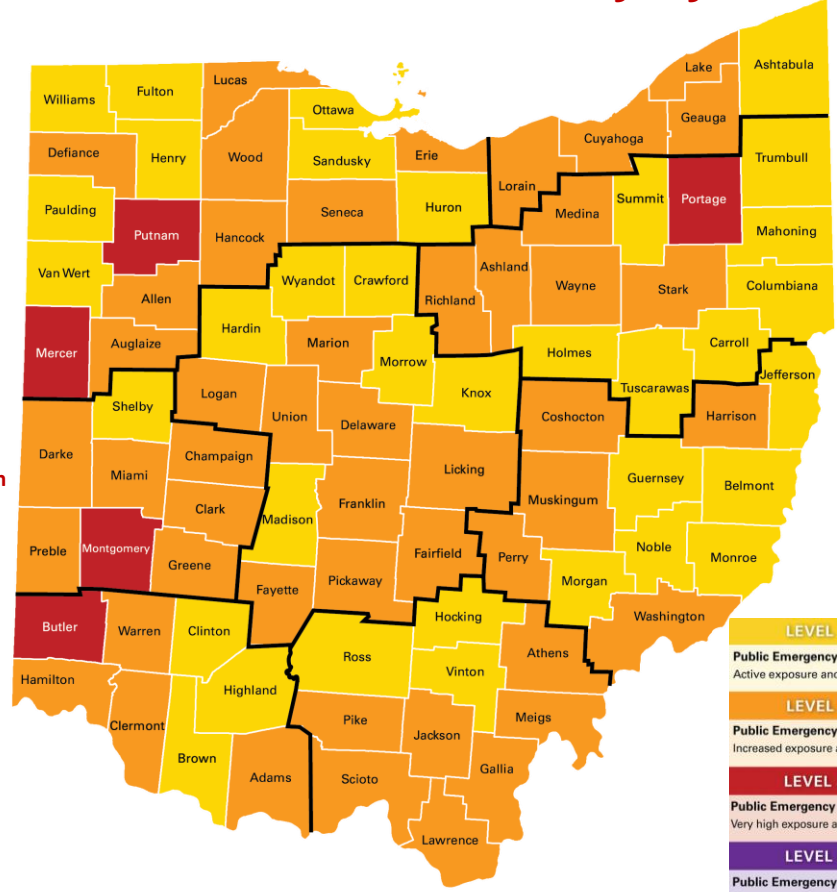 Ashtabula
Lake
Lucas
Williams
Fulton
Geauga
Ottawa
Cuyahoga
Defiance
Henry
Wood
Sandusky
Erie
Trumbull
Lorain
Summit
Portage
Paulding
Seneca
Huron
Medina
Putnam
Hancock
Mahoning
Van Wert
Ashland
Wyandot
Crawford
Wayne
Stark
Columbiana
Allen
Richland
Hardin
Marion
Carroll
Mercer
Auglaize
Holmes
Morrow
Jefferson
Tuscarawas
Knox
Logan
Shelby
Union
Coshocton
Harrison
Delaware
Darke
Champaign
Licking
Miami
Guernsey
Belmont
Muskingum
Clark
Franklin
Madison
Preble
Montgomery
Noble
Fairfield
Perry
Monroe
Greene
Morgan
Fayette
Pickaway
Washington
Hocking
Butler
Warren
Clinton
Athens
Ross
Vinton
Hamilton
Highland
Meigs
Pike
Clermont
Jackson
Brown
Gallia
Adams
Scioto
Lawrence
LEVEL
Public Emergency
Active exposure and
LEVEL
Public Emergency
Increased exposure
LEVEL
Public Emergency
Very high exposure
LEVEL
Public Emergency